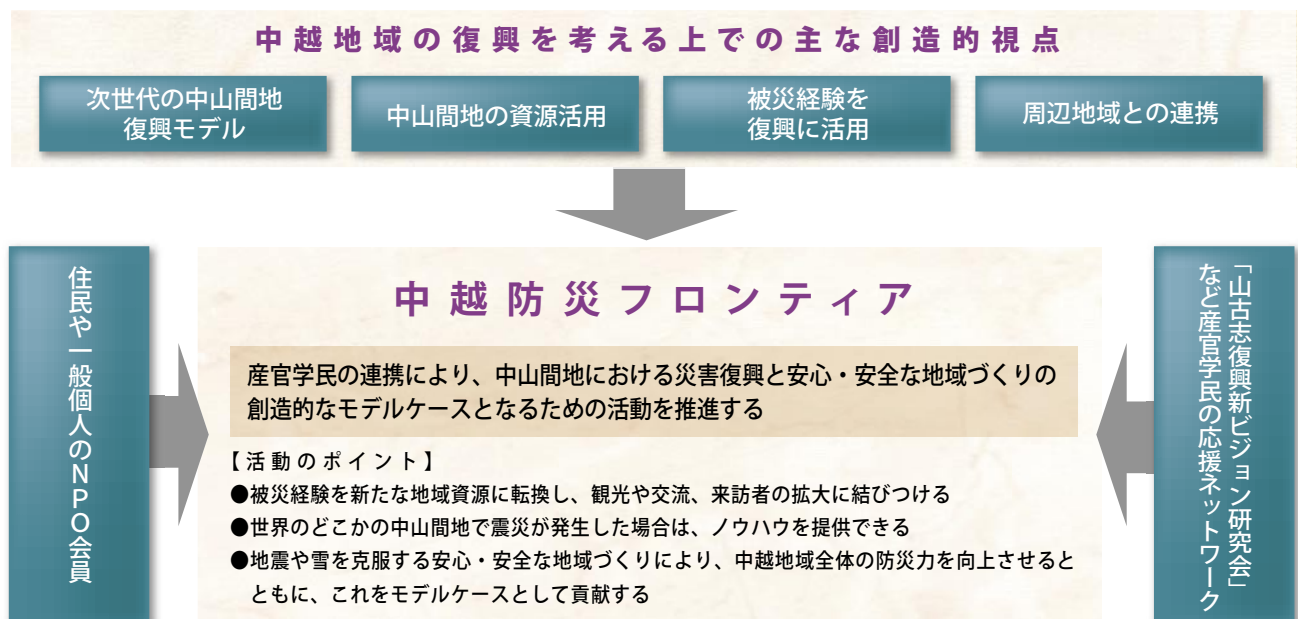 中越地域の復興を考える上での主な創造的視点
次世代の中山間地
復興モデル
中山間地の資源活用
被災経験を
復興に活用
周辺地域との連携
住民や一般個人のNPO会員
中越防災フロンティア
産官学民の連携により、中山間地における災害復興と安心・安全な地域づくりの
創造的なモデルケースとなるための活動を推進する
【活動のポイント】
●被災経験を新たな地域資源に転換し、観光や交流、来訪者の拡大に結びつける
●世界のどこかの中山間地で震災が発生した場合は、ノウハウを提供できる
●地震や雪を克服する安心・安全な地域づくりにより、中越地域全体の防災力を向上させると
ともに、これをモデルケースとして貢献する
「山古志復興新ビジョン研究会」
など産官学民の応援ネットワーク